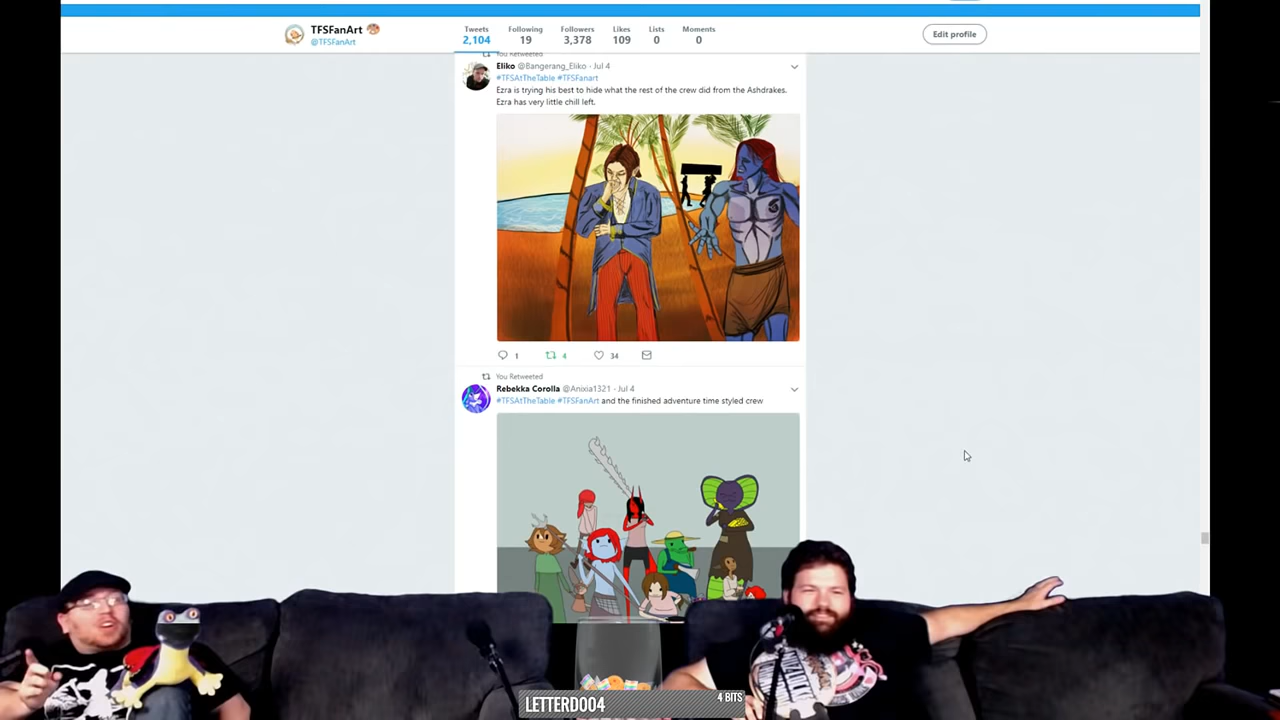 TFSFanArt
@TFSFanArt
Tweets
2,104
Following
19
Followers
3,378
Likes
109
Lists
0
Moments
0
Edit profile
You Retweeted
Eliko @Bangerang_Eliko · Jul 4
#TFSAtTheTable #TFSFanart
Ezra is trying his best to hide what the rest of the crew did from the Ashdrakes.
Ezra has very little chill left.
1
4
34
You Retweeted
Rebekka Corolla @Anixia1321 · Jul 4
#TFSAtTheTable #TFSFanArt and the finished adventure time styled crew
LETTERD004
4 BITS